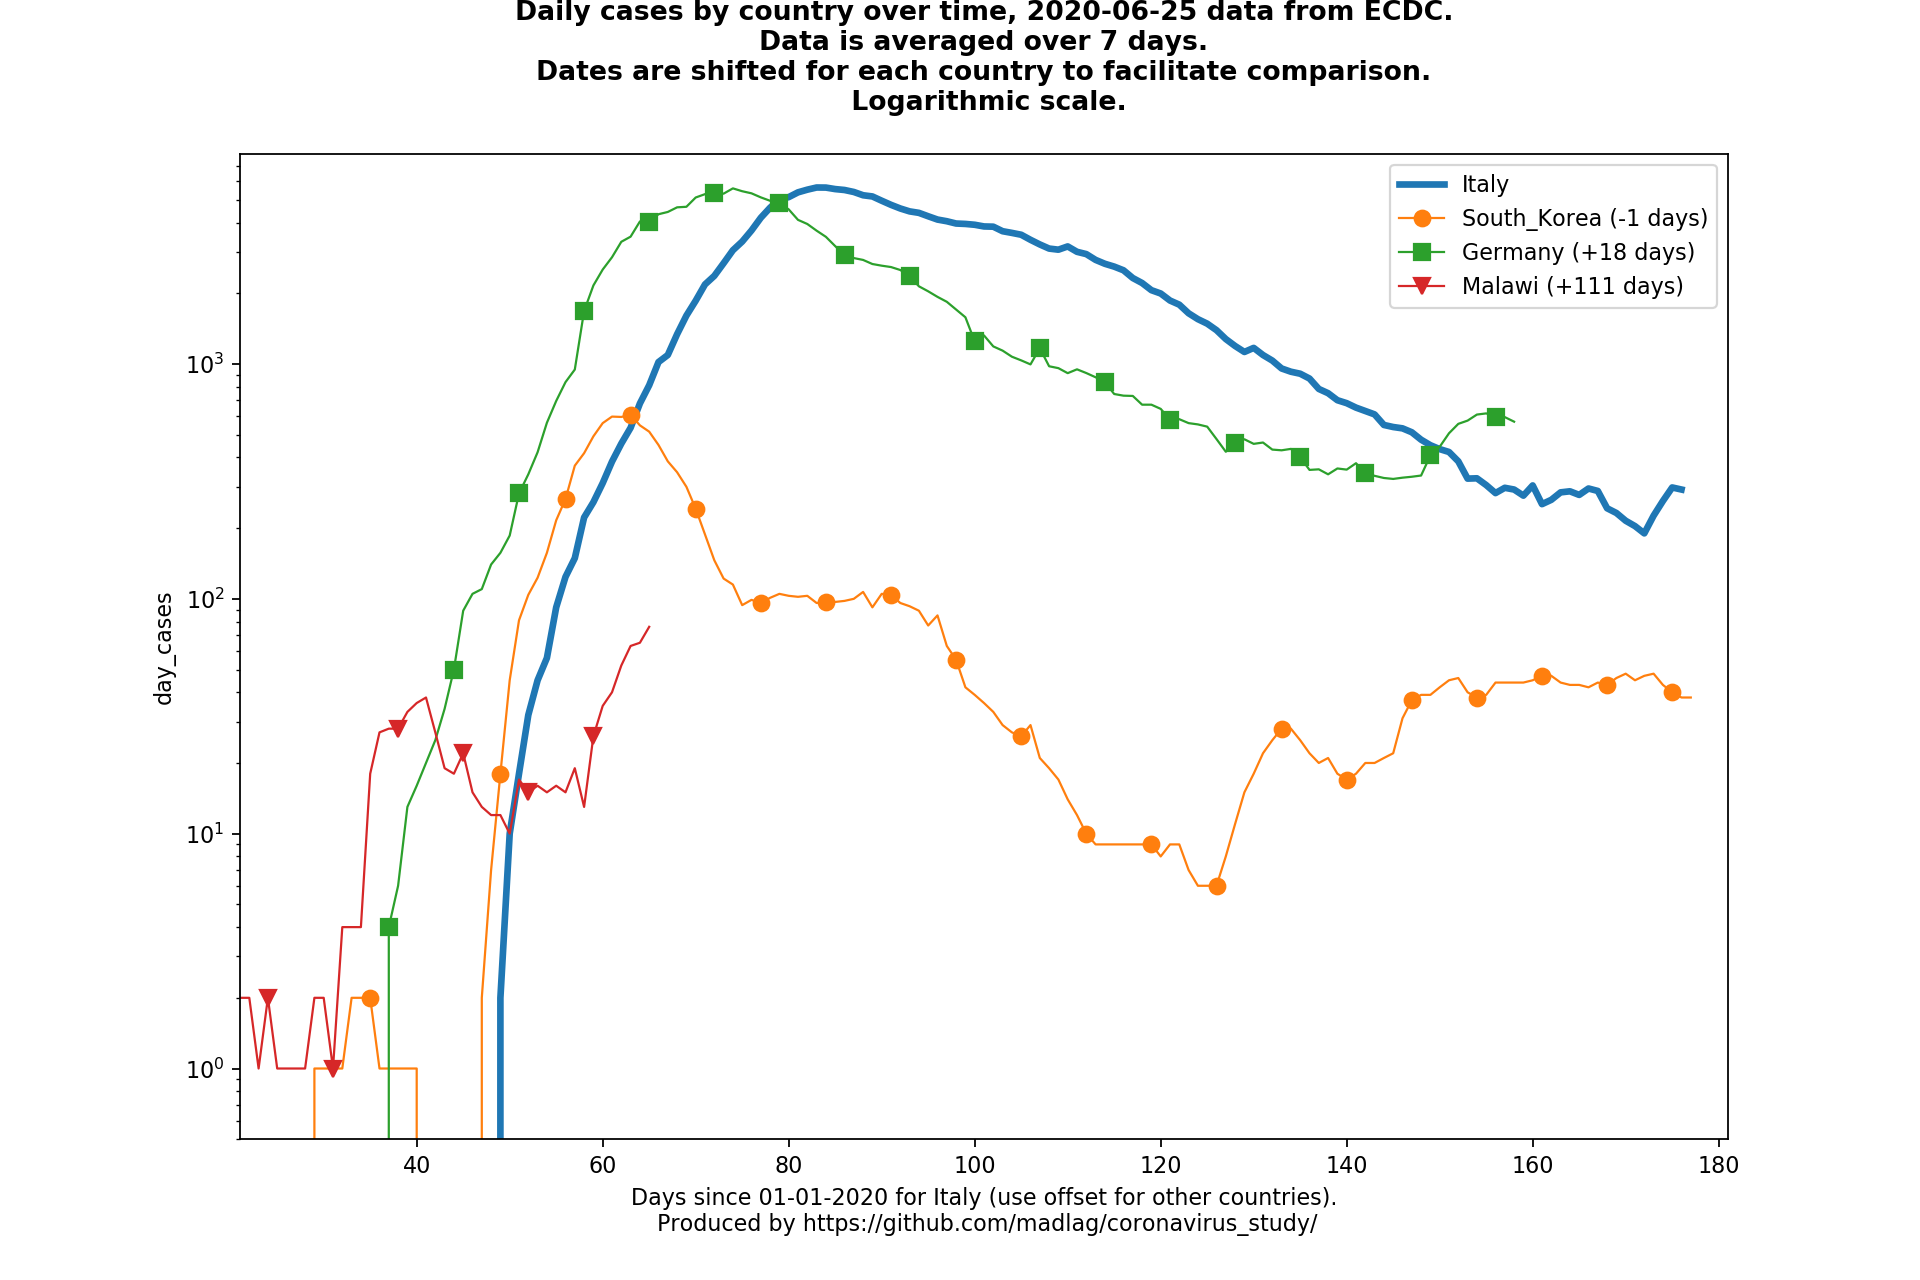 Daily cases by country over time, 2020-06-25 data from ECDC.
Data is averaged over 7 days.
Dates are shifted for each country to facilitate comparison.
Logarithmic scale.
Italy
South_Korea (-1 days)
Germany (+18 days)
Malawi (+111 days)
day_cases
10³
10²
10¹
10⁰
40 60 80 100 120 140 160 180
Days since 01-01-2020 for Italy (use offset for other countries).
Produced by https://github.com/madlag/coronavirus_study/